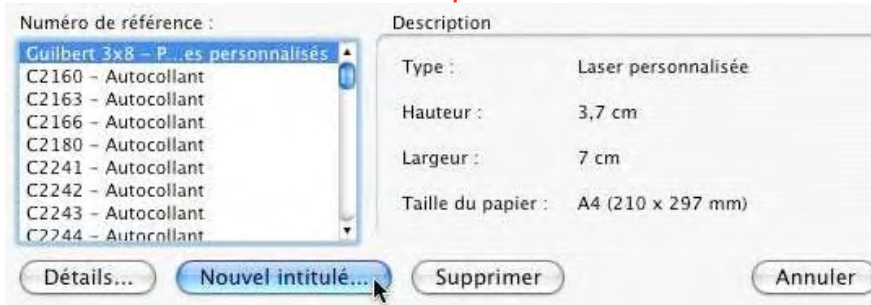 Numéro de référence :
Guilbert 3x8 – P...es personnalisés
C2160 – Autocollant
C2163 – Autocollant
C2166 – Autocollant
C2180 – Autocollant
C2241 – Autocollant
C2242 – Autocollant
C2243 – Autocollant
C2244 – Autocollant
Description
Type : Laser personnalisée
Hauteur : 3,7 cm
Largeur : 7 cm
Taille du papier : A4 (210 x 297 mm)
Détails... Nouvel intitulé... Supprimer Annuler